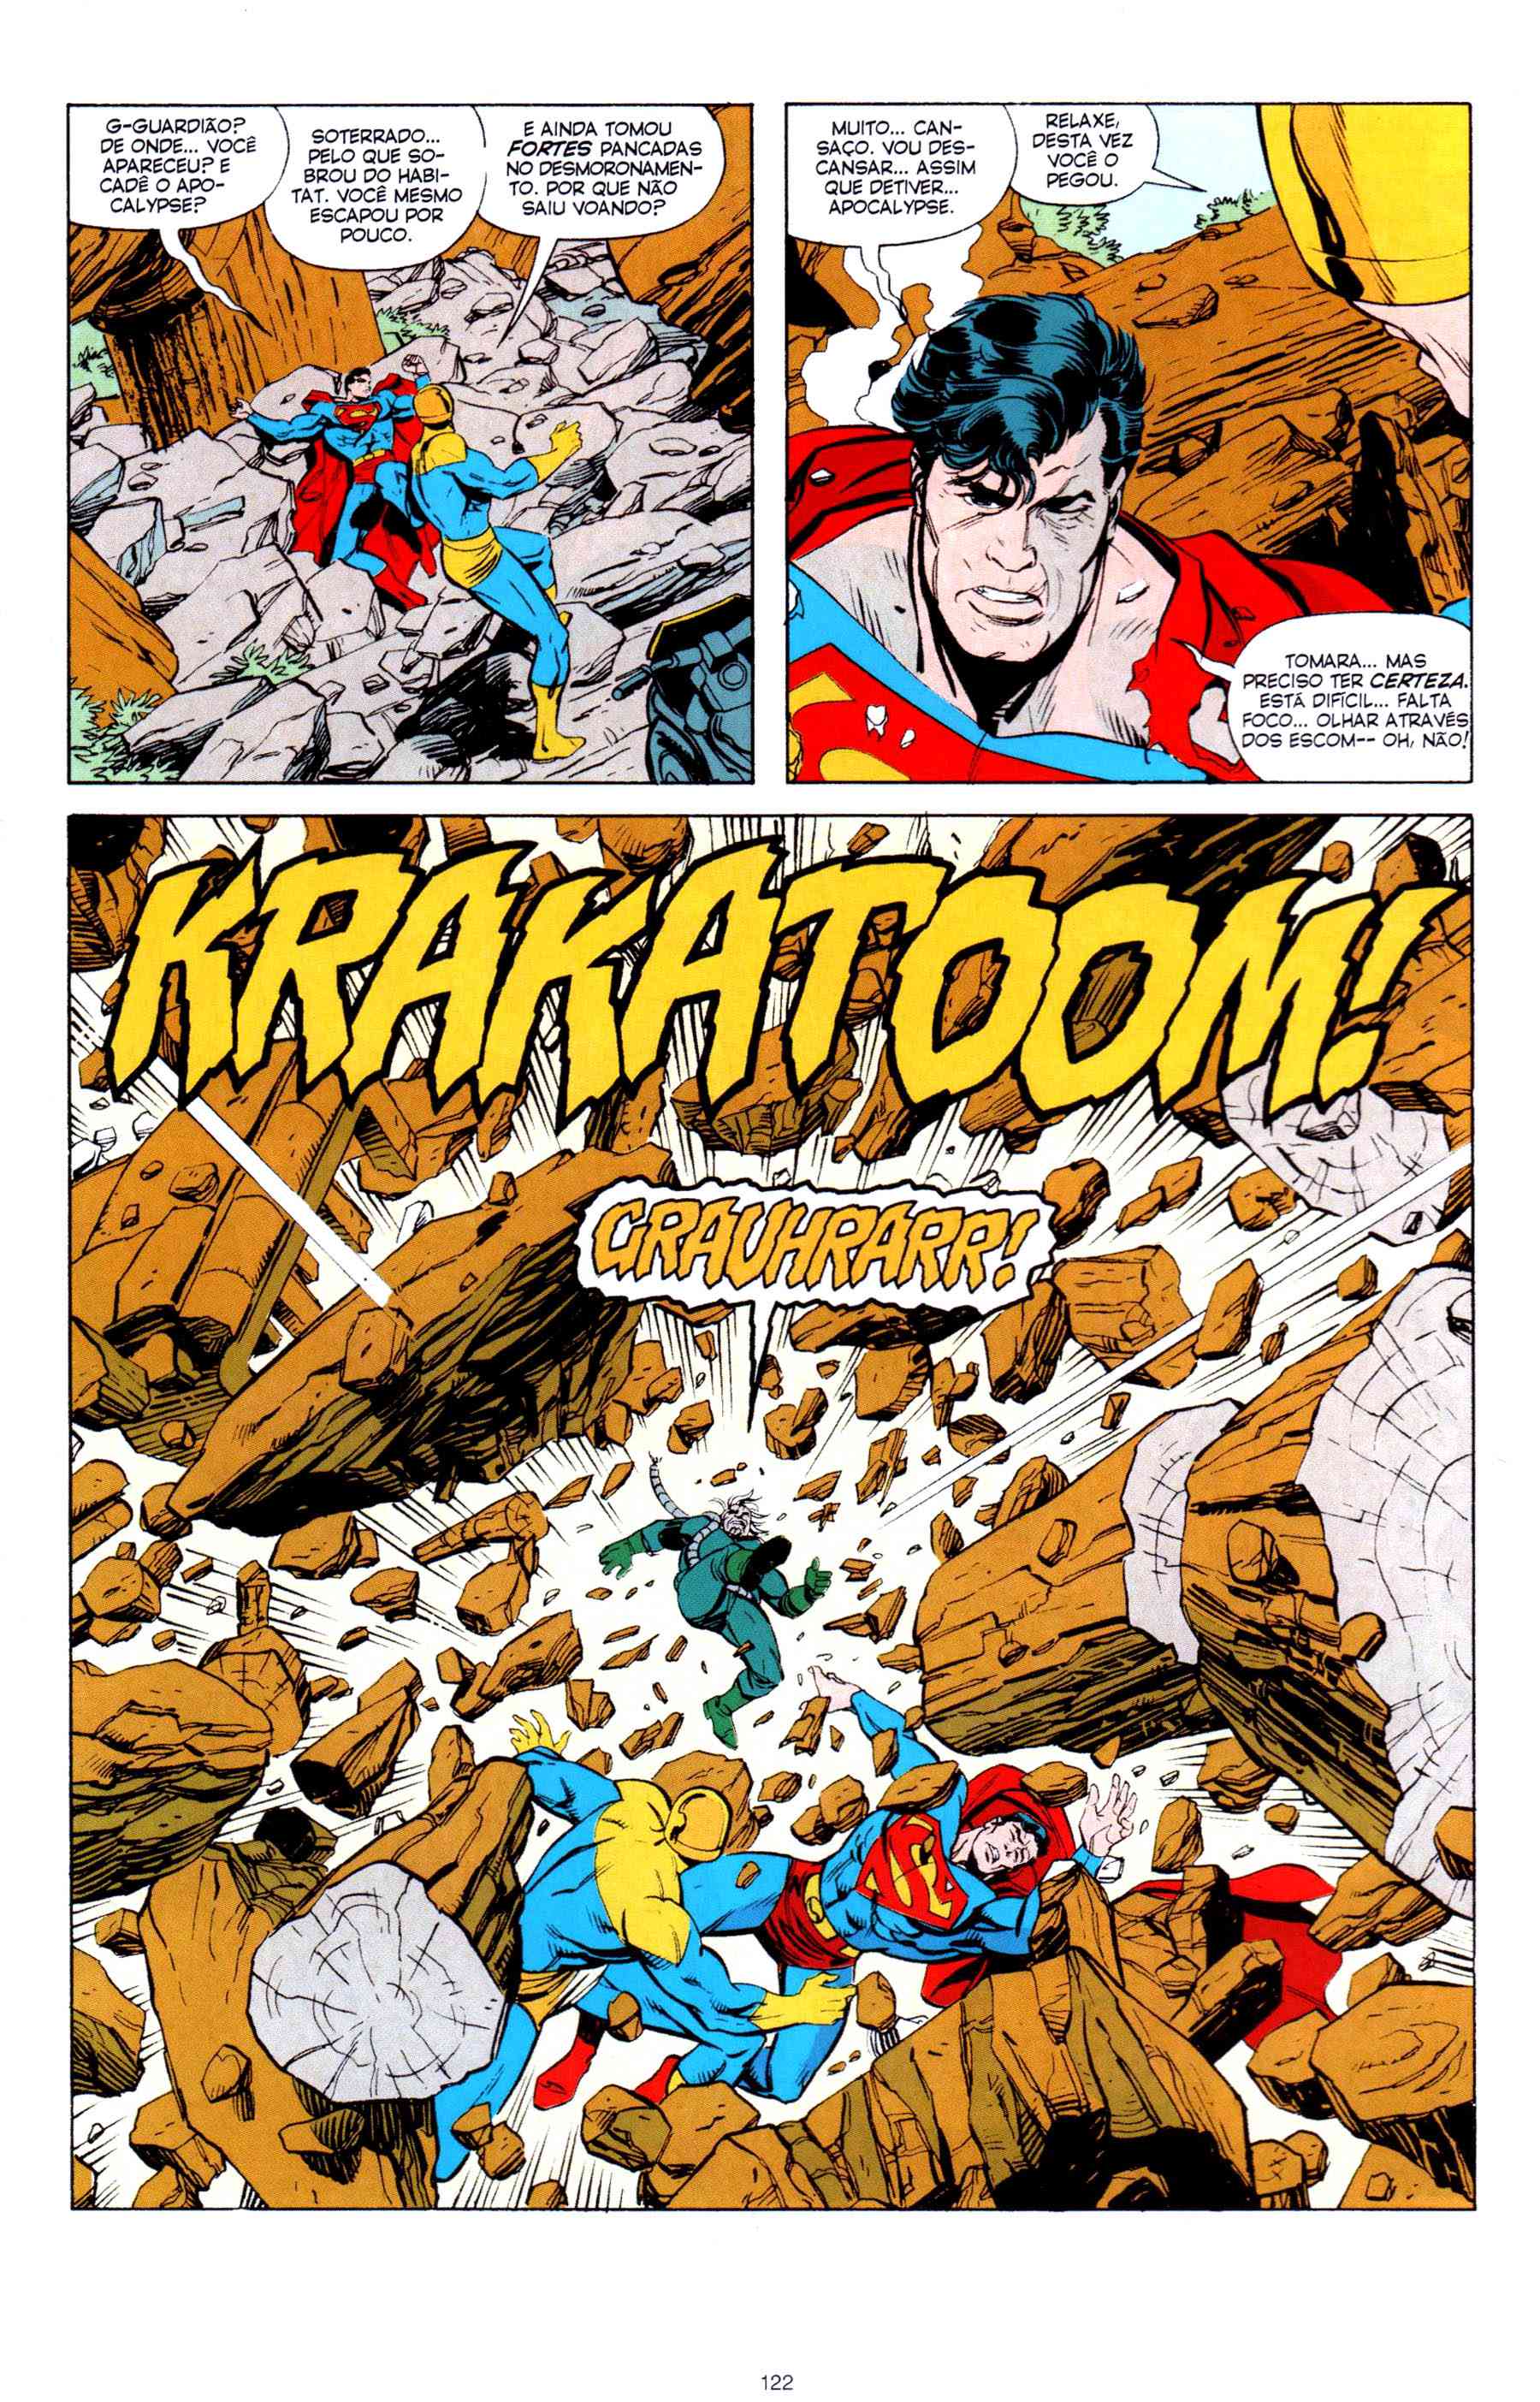 G-GUARDIÃO?
DE ONDE... VOCÊ
APARECEU? E
CADÊ O APO-
CALYPSE?
SOTERRADO...
PELO QUE SO-
BROU DO HABI-
TAT. VOCÊ MESMO
ESCAPOU POR
POUCO.
E AINDA TOMOU
FORTES PANCADAS
NO DESMORONAMEN-
TO. POR QUE NÃO
SAIU VOANDO?
MUITO... CAN-
SAÇO. VOU DES-
CANSAR... ASSIM
QUE DETIVER...
APOCALYPSE.
RELAXE,
DESTA VEZ
VOCÊ O
PEGOU.
TOMARA... MAS
PRECISO TER CERTEZA.
ESTÁ DIFÍCIL... FALTA
FOCO... OLHAR ATRAVÉS
DOS ESCOM-- OH, NÃO!
KRAKATOOM!
GRAUHRARR!
122